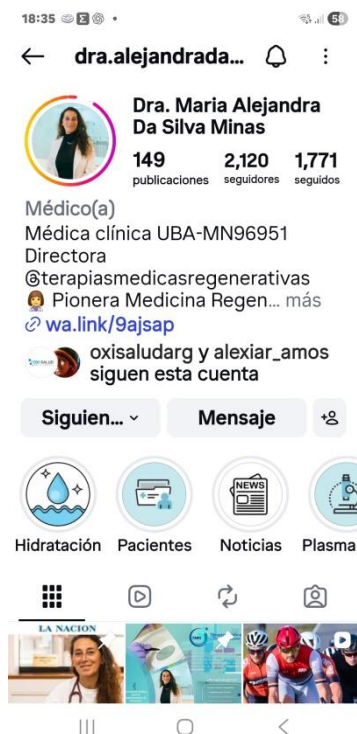 18:35
58
dra.alejandrada...
Dra. Maria Alejandra
Da Silva Minas
149 2,120 1,771
publicaciones seguidores seguidos
Médico(a)
Médica clínica UBA-MN96951
Directora
@terapiasmedicasregenerativas
Pionera Medicina Regen... más
wa.link/9ajsap
oxisaludarg y alexiar_amos
siguen esta cuenta
Siguien... Mensaje
NEWS
Hidratación Pacientes Noticias Plasma
LA NACION